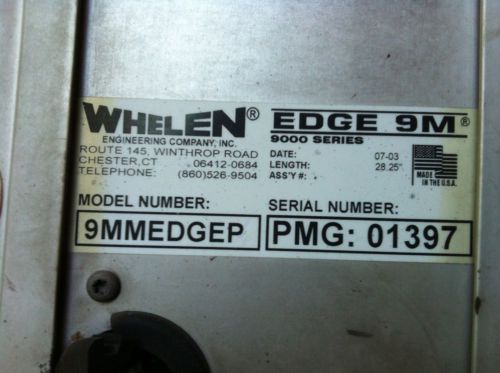 WHELEN®
ENGINEERING COMPANY, INC.
ROUTE 145, WINTHROP ROAD
CHESTER, CT 06412-0684
TELEPHONE: (860)526-9504
EDGE 9M®
9000 SERIES
DATE: 07-03
LENGTH: 28.25"
ASS'Y #:
MADE
IN THE U.S.A.
MODEL NUMBER:
9MMEDGEP
SERIAL NUMBER:
PMG: 01397